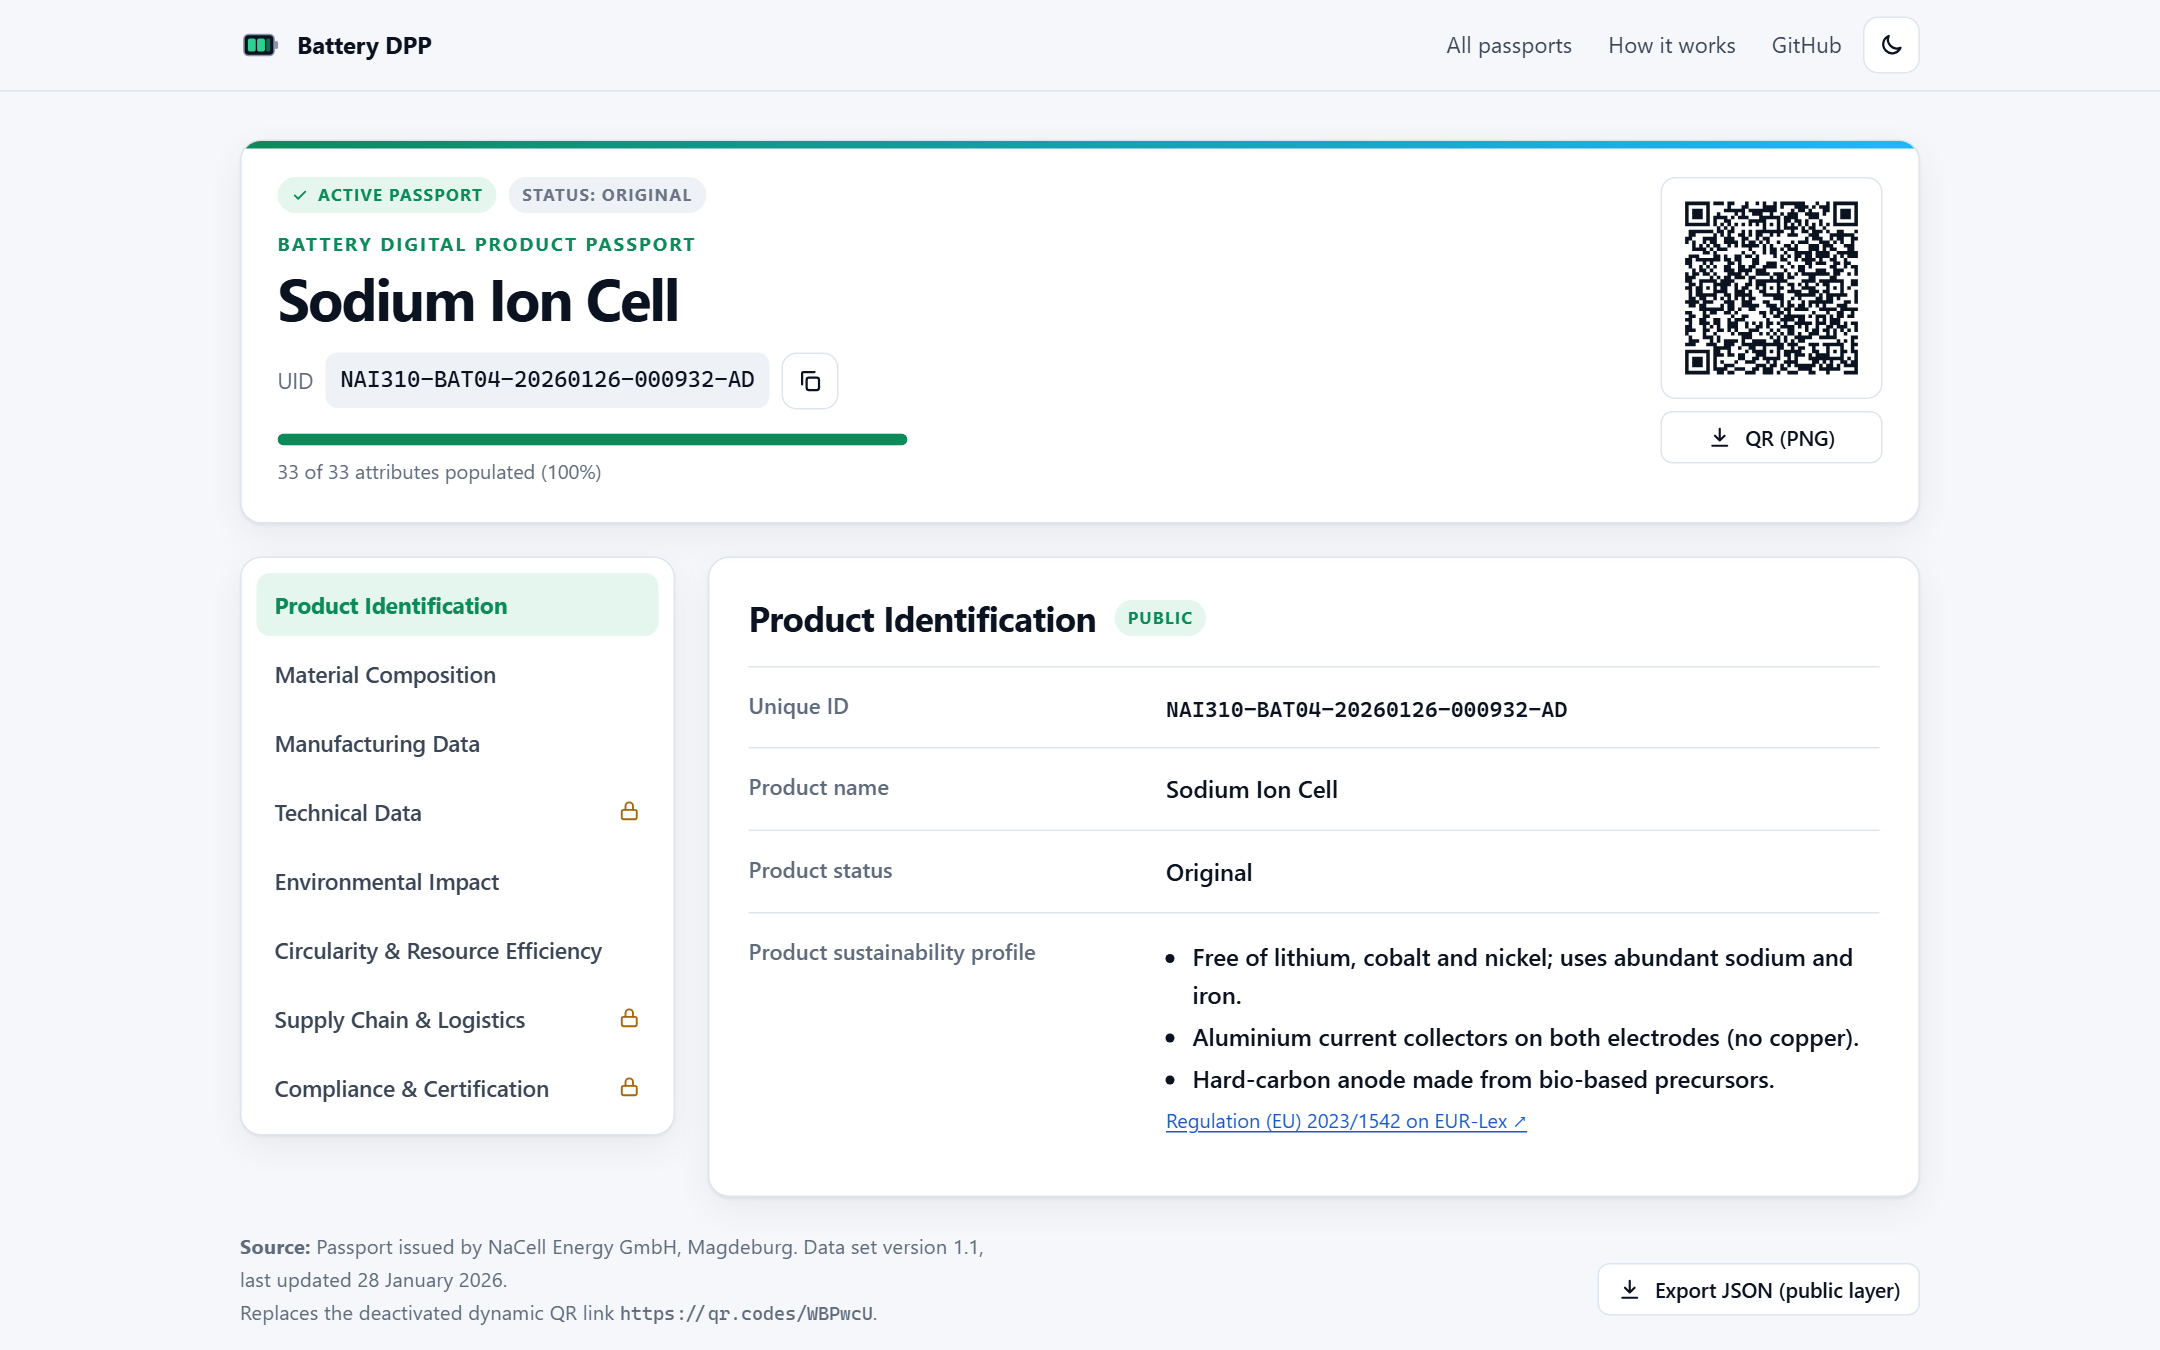 Battery DPP
All passports
How it works
GitHub
ACTIVE PASSPORT
STATUS: ORIGINAL
BATTERY DIGITAL PRODUCT PASSPORT
Sodium Ion Cell
UID
NAI310-BAT04-20260126-000932-AD
33 of 33 attributes populated (100%)
QR (PNG)
Product Identification
Material Composition
Manufacturing Data
Technical Data
Environmental Impact
Circularity & Resource Efficiency
Supply Chain & Logistics
Compliance & Certification
Product Identification
PUBLIC
Unique ID
NAI310-BAT04-20260126-000932-AD
Product name
Sodium Ion Cell
Product status
Original
Product sustainability profile
• Free of lithium, cobalt and nickel; uses abundant sodium and
iron.
• Aluminium current collectors on both electrodes (no copper).
• Hard-carbon anode made from bio-based precursors.
Regulation (EU) 2023/1542 on EUR-Lex ↗
Source: Passport issued by NaCell Energy GmbH, Magdeburg. Data set version 1.1,
last updated 28 January 2026.
Replaces the deactivated dynamic QR link https://qr.codes/WBPwcU.
Export JSON (public layer)